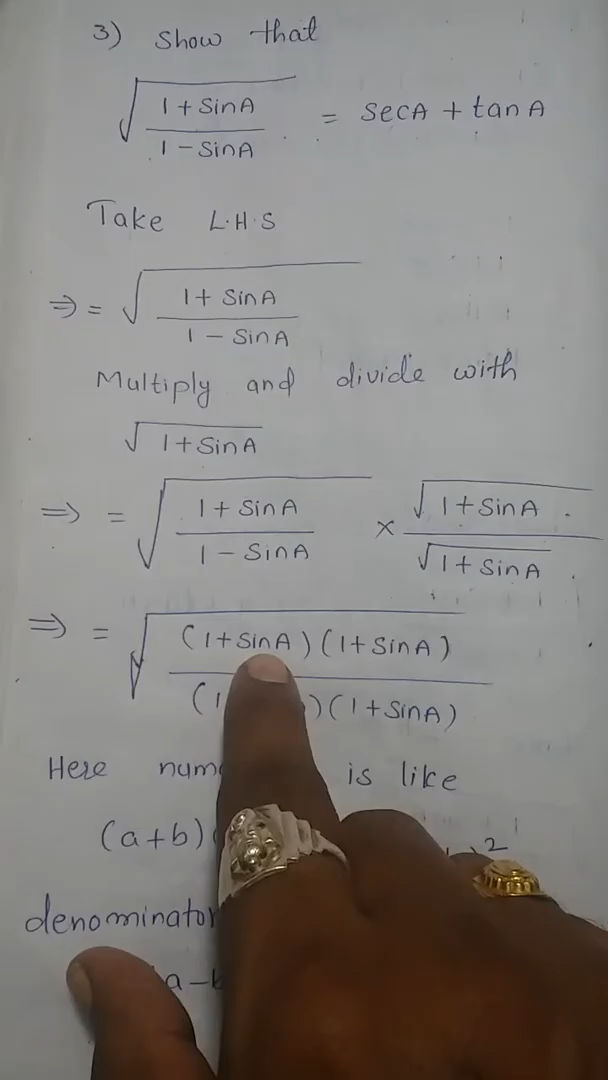 3) Show that
√(1+SinA)/(1-SinA) = secA + tanA
Take L.H.S
⇒ = √(1+ SinA)/(1 - SinA)
Multiply and divide with
√1+SinA
⇒ = √(1+ SinA)/(1 - SinA) × √1+SinA / √1+ SinA
⇒ = √(1+SinA)(1+SinA) / (1 )(1+SinA)
Here is like
(a+b) 2
denominator
a-b